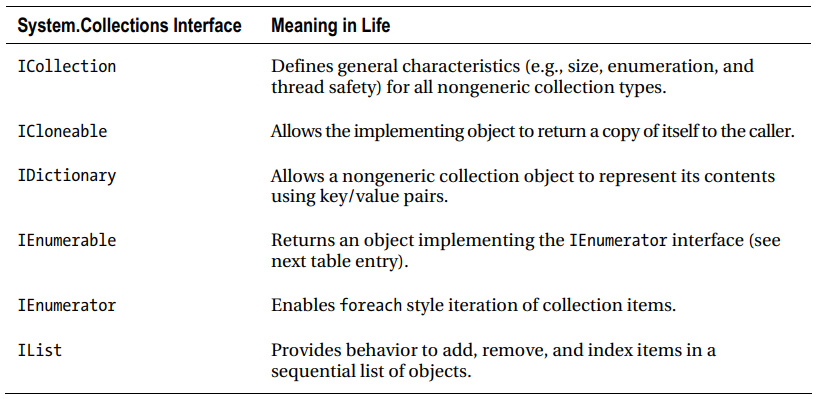 System.Collections Interface Meaning in Life
ICollection Defines general characteristics (e.g., size, enumeration, and
thread safety) for all nongeneric collection types.
ICloneable Allows the implementing object to return a copy of itself to the caller.
IDictionary Allows a nongeneric collection object to represent its contents
using key/value pairs.
IEnumerable Returns an object implementing the IEnumerator interface (see
next table entry).
IEnumerator Enables foreach style iteration of collection items.
IList Provides behavior to add, remove, and index items in a
sequential list of objects.